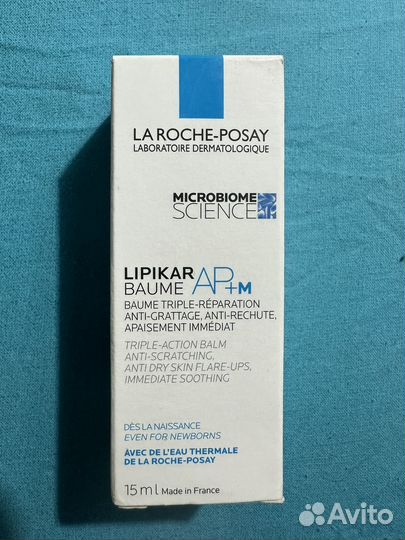 LA ROCHE-POSAY
LABORATOIRE DERMATOLOGIQUE
MICROBIOME
SCIENCE
LIPIKAR
BAUME AP+M
BAUME TRIPLE-RÉPARATION
ANTI-GRATTAGE, ANTI-RECHUTE,
APAISEMENT IMMÉDIAT
TRIPLE-ACTION BALM
ANTI-SCRATCHING,
ANTI DRY SKIN FLARE-UPS,
IMMEDIATE SOOTHING
DÈS LA NAISSANCE
EVEN FOR NEWBORNS
AVEC DE L'EAU THERMALE
DE LA ROCHE-POSAY
15 ml Made in France
Avito